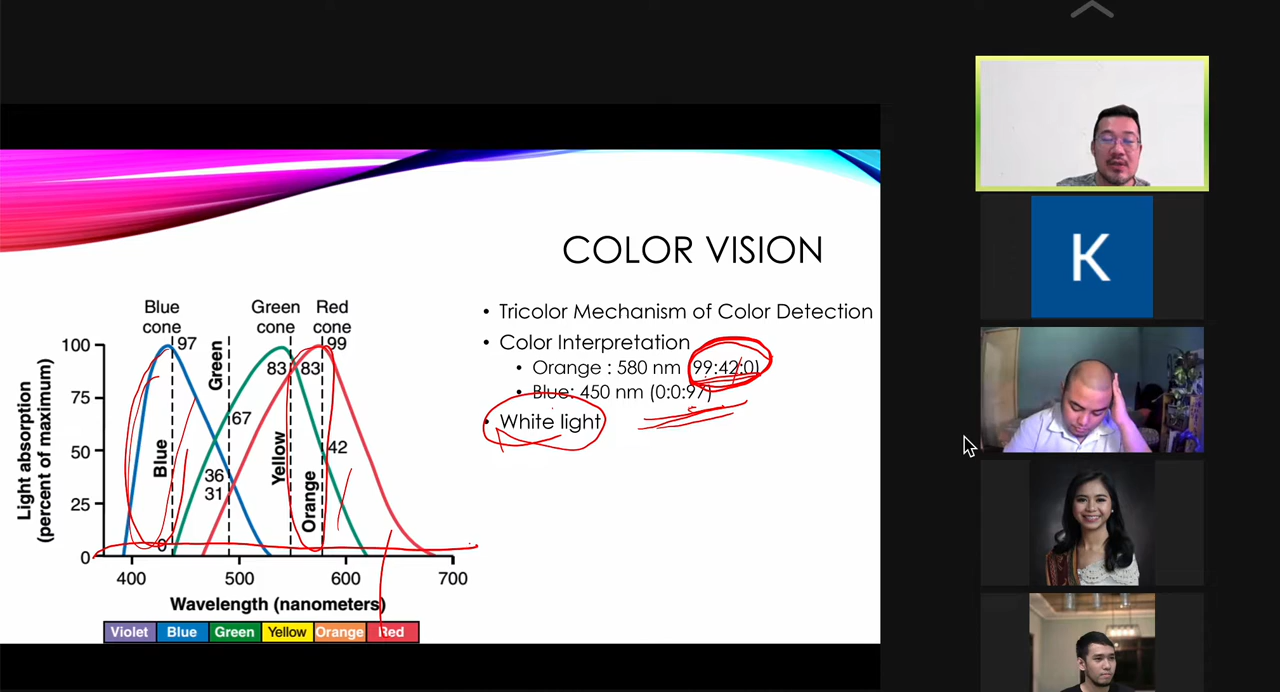 COLOR VISION
• Tricolor Mechanism of Color Detection
• Color Interpretation
• Orange : 580 nm (99:42:0)
• Blue: 450 nm (0:0:97)
• White light
Blue cone
Green cone
Red cone
97
99
Green
83
83
67
Blue
Yellow
Orange
42
36
31
0
Light absorption
(percent of maximum)
100
75
50
25
0
400 500 600 700
Wavelength (nanometers)
Violet Blue Green Yellow Orange Red
K